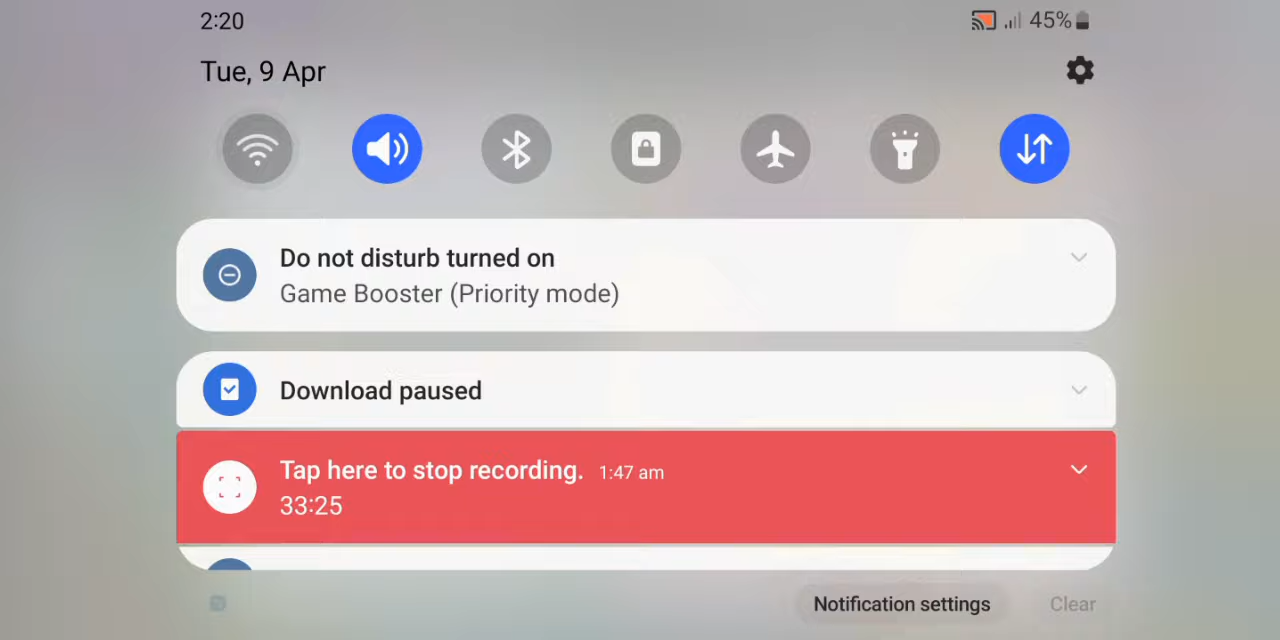 2:20
45%
Tue, 9 Apr
Do not disturb turned on
Game Booster (Priority mode)
Download paused
Tap here to stop recording. 1:47 am
33:25
Notification settings
Clear